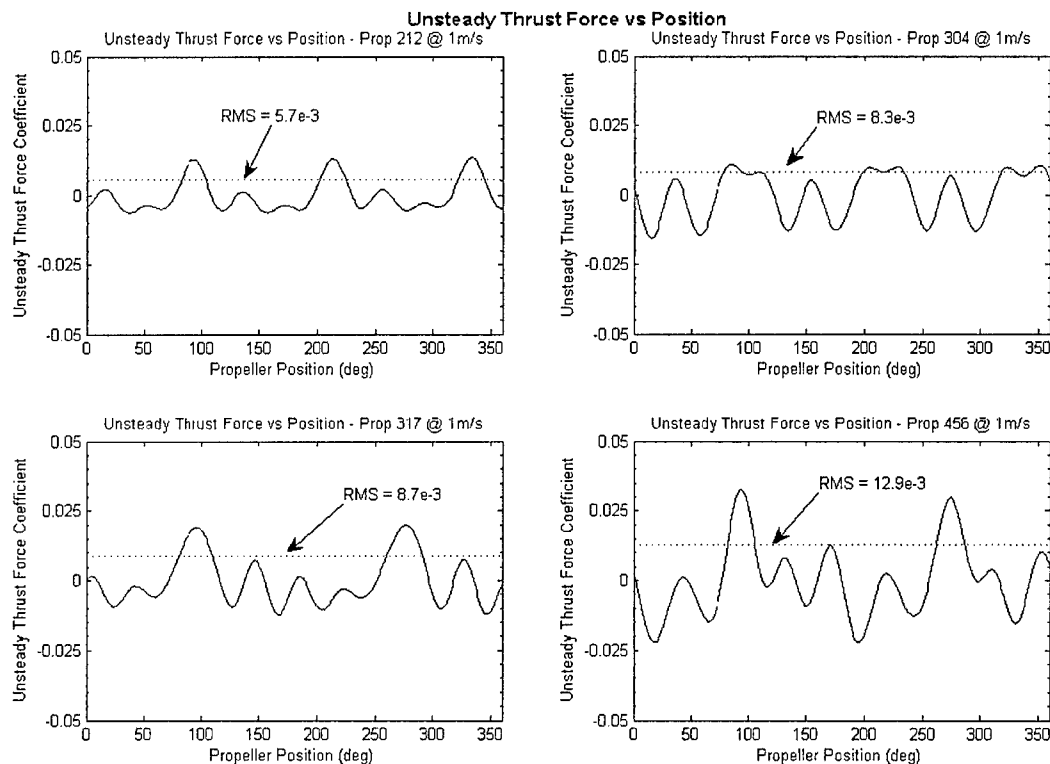 Unsteady Thrust Force vs Position
Unsteady Thrust Force vs Position - Prop 212 @ 1m/s
0.05
0.025
0
-0.025
-0.05
Unsteady Thrust Force Coefficient
RMS = 5.7e-3
0 50 100 150 200 250 300 350
Propeller Position (deg)
Unsteady Thrust Force vs Position - Prop 304 @ 1m/s
0.05
0.025
0
-0.025
-0.05
Unsteady Thrust Force Coefficient
RMS = 8.3e-3
0 50 100 150 200 250 300 350
Propeller Position (deg)
Unsteady Thrust Force vs Position - Prop 317 @ 1m/s
0.05
0.025
0
-0.025
-0.05
Unsteady Thrust Force Coefficient
RMS = 8.7e-3
0 50 100 150 200 250 300 350
Propeller Position (deg)
Unsteady Thrust Force vs Position - Prop 456 @ 1m/s
0.05
0.025
0
-0.025
-0.05
Unsteady Thrust Force Coefficient
RMS = 12.9e-3
0 50 100 150 200 250 300 350
Propeller Position (deg)